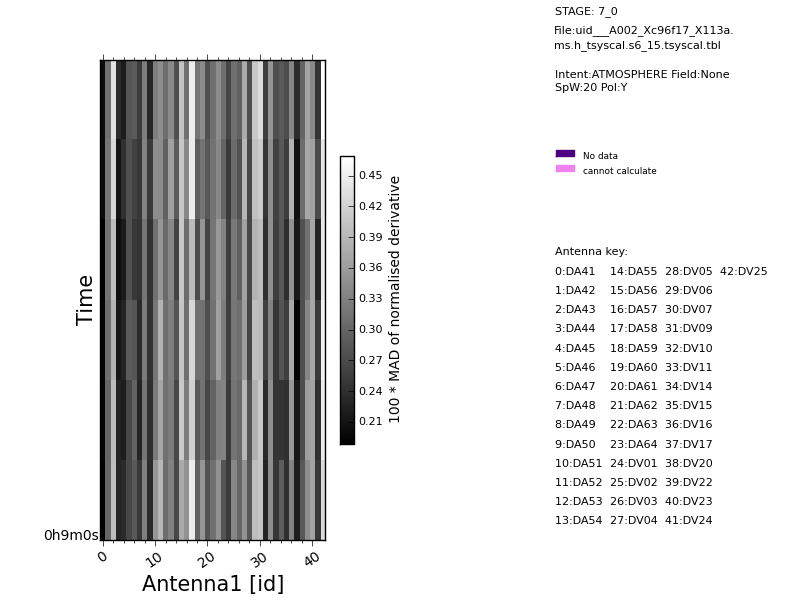 STAGE: 7_0
File:uid___A002_Xc96f17_X113a.
ms.h_tsyscal.s6_15.tsyscal.tbl
Intent:ATMOSPHERE Field:None
SpW:20 Pol:Y
No data
cannot calculate
Time
0h9m0s
0 10 20 30 40
Antenna1 [id]
0.45
0.42
0.39
0.36
0.33
0.30
0.27
0.24
0.21
100 * MAD of normalised derivative
Antenna key:
0:DA41 14:DA55 28:DV05 42:DV25
1:DA42 15:DA56 29:DV06
2:DA43 16:DA57 30:DV07
3:DA44 17:DA58 31:DV09
4:DA45 18:DA59 32:DV10
5:DA46 19:DA60 33:DV11
6:DA47 20:DA61 34:DV14
7:DA48 21:DA62 35:DV15
8:DA49 22:DA63 36:DV16
9:DA50 23:DA64 37:DV17
10:DA51 24:DV01 38:DV20
11:DA52 25:DV02 39:DV22
12:DA53 26:DV03 40:DV23
13:DA54 27:DV04 41:DV24